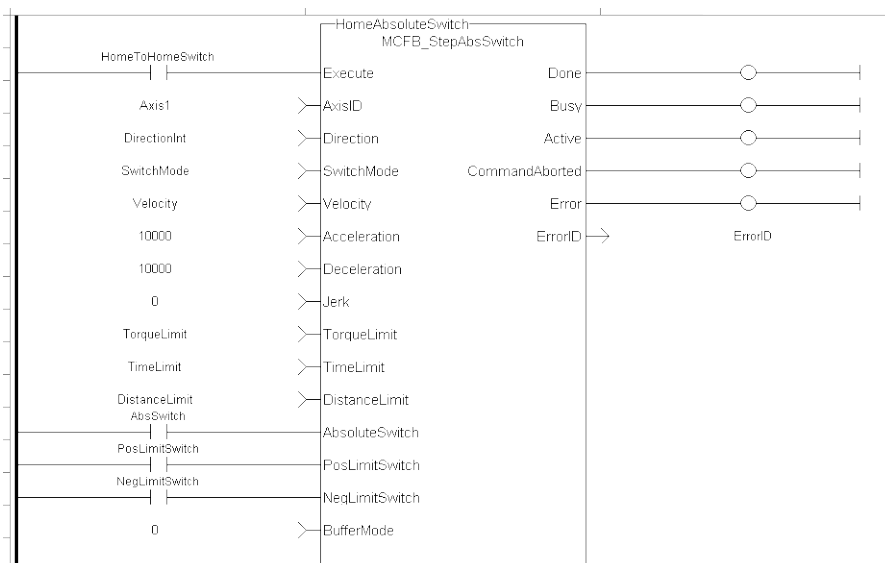 HomeAbsoluteSwitch
MCFB_StepAbsSwitch
HomeToHomeSwitch
Execute Done
Axis1 AxisID Busy
DirectionInt Direction Active
SwitchMode SwitchMode CommandAborted
Velocity Velocity Error
10000 Acceleration ErrorID ErrorID
10000 Deceleration
0 Jerk
TorqueLimit TorqueLimit
TimeLimit TimeLimit
DistanceLimit DistanceLimit
AbsSwitch
AbsoluteSwitch
PosLimitSwitch
PosLimitSwitch
NegLimitSwitch
NegLimitSwitch
0 BufferMode